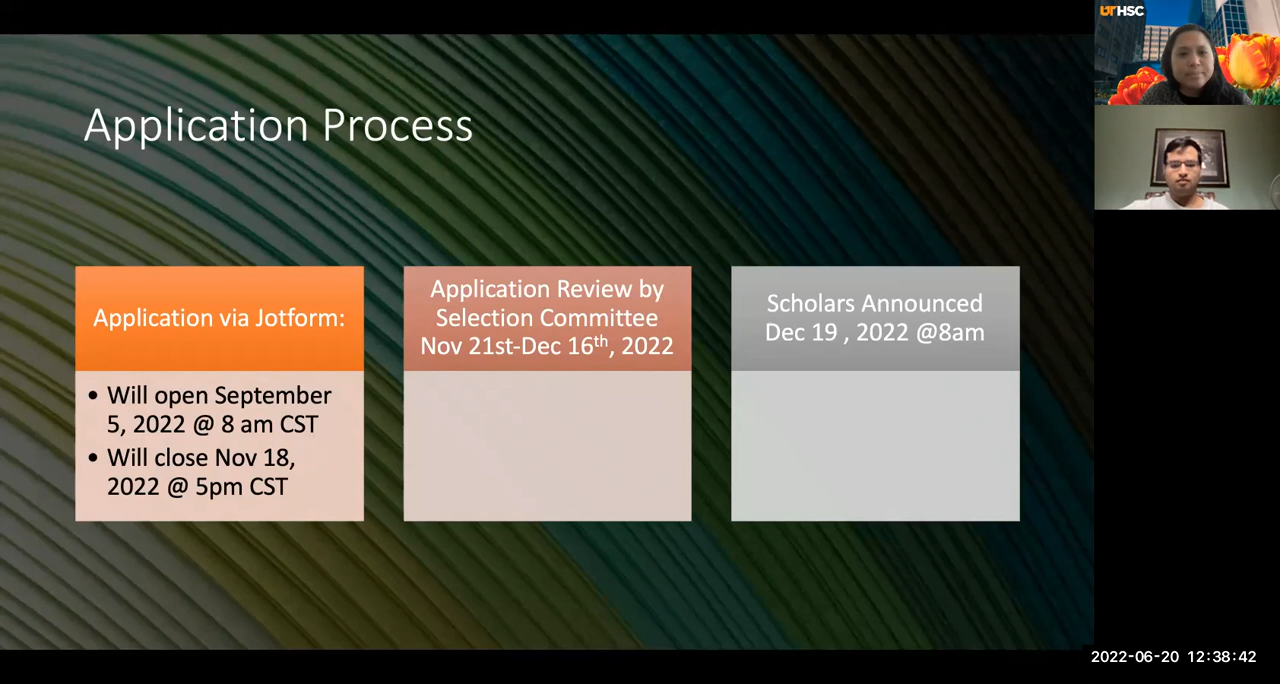 UTHSC
Application Process
Application via Jotform:
• Will open September
5, 2022 @ 8 am CST
• Will close Nov 18,
2022 @ 5pm CST
Application Review by
Selection Committee
Nov 21st-Dec 16th, 2022
Scholars Announced
Dec 19 , 2022 @8am
2022-06-20 12:38:42